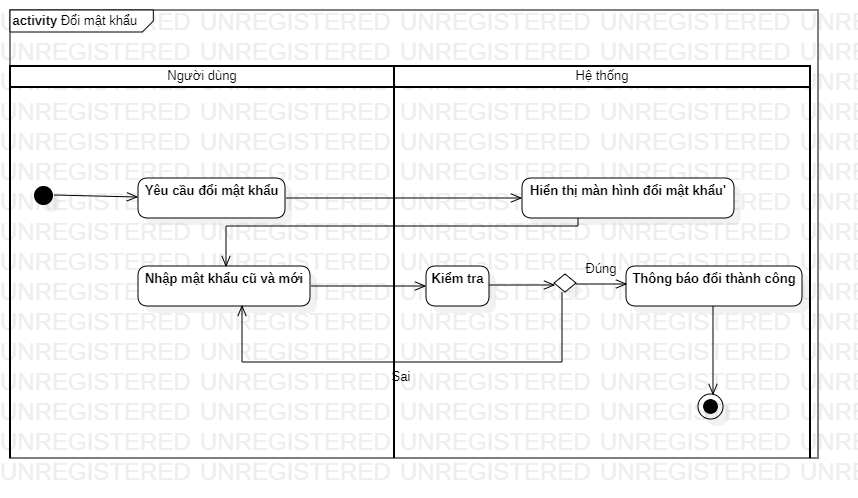 activity Đổi mật khẩu
Người dùng
Hệ thống
Yêu cầu đổi mật khẩu
Hiển thị màn hình đổi mật khẩu'
Đúng
Nhập mật khẩu cũ và mới
Kiểm tra
Thông báo đổi thành công
Sai
UNREGISTERED